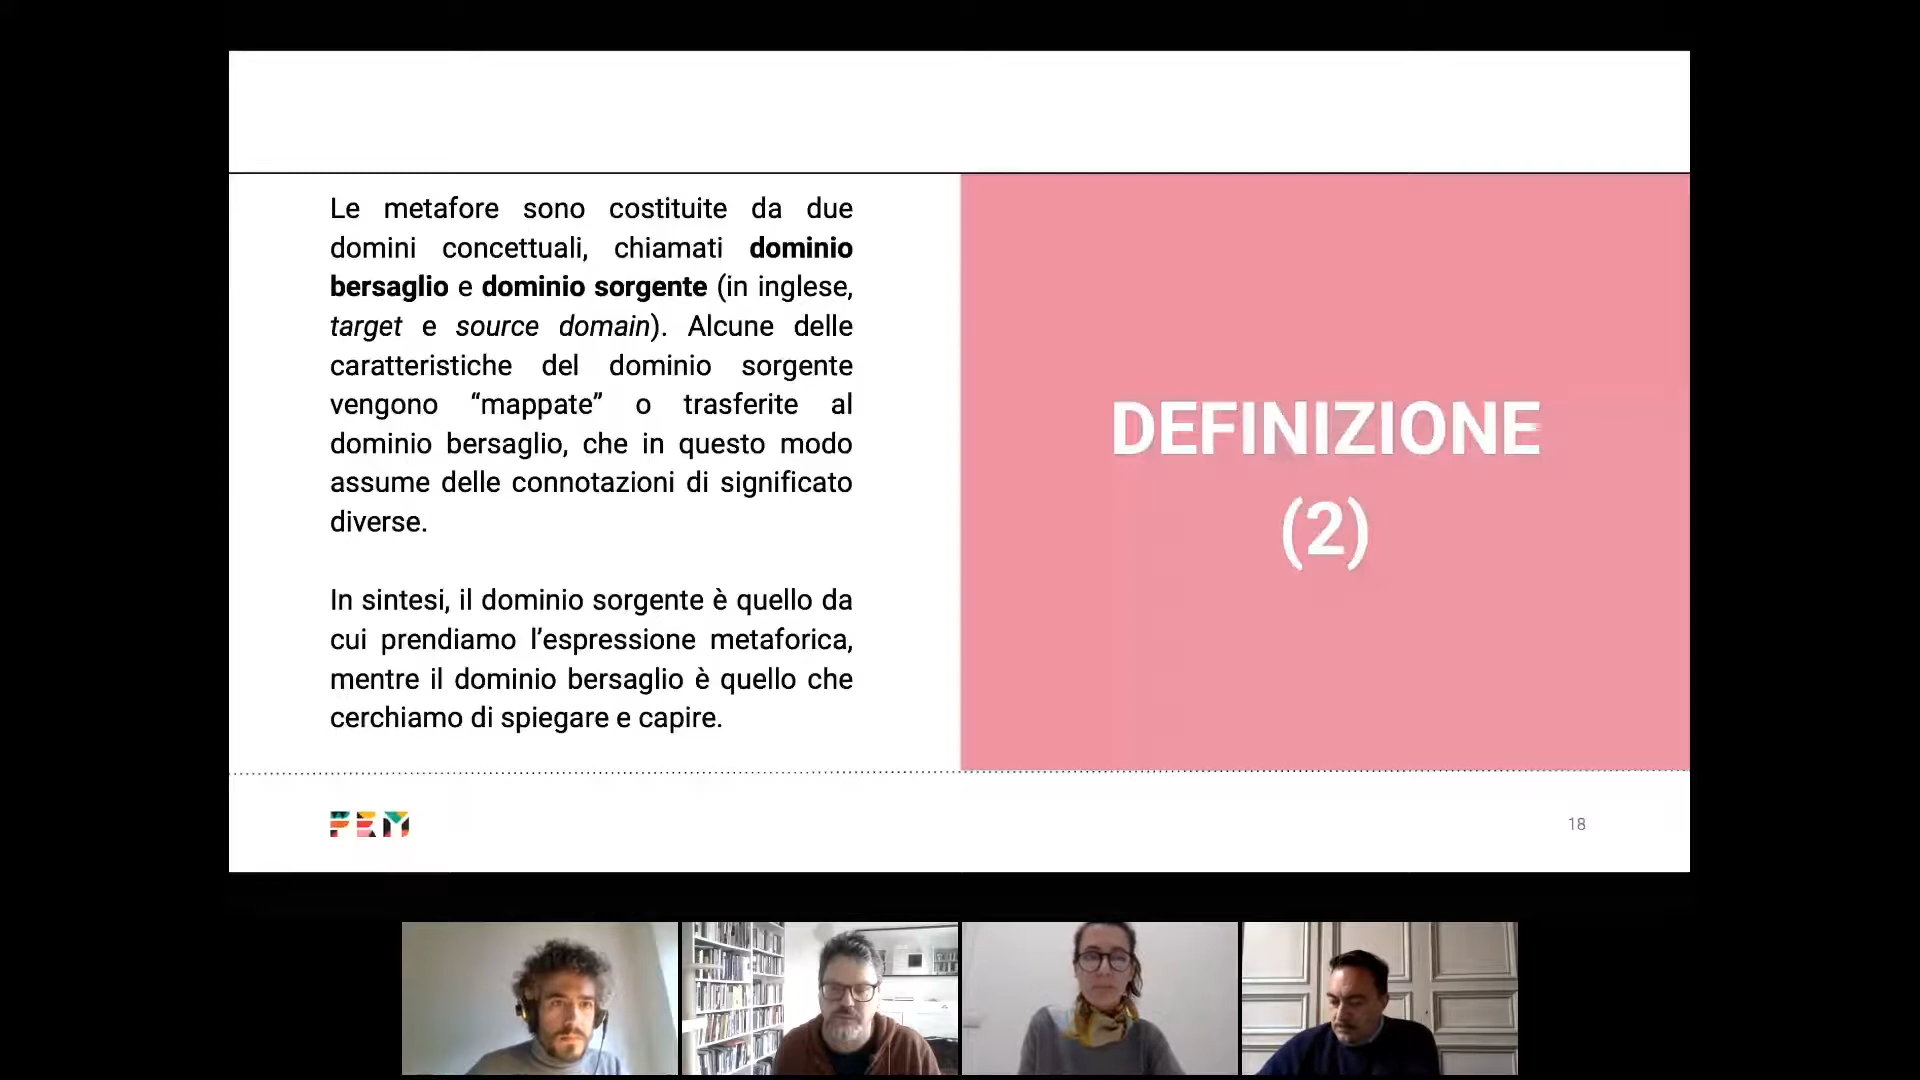 Le metafore sono costituite da due
domini concettuali, chiamati dominio
bersaglio e dominio sorgente (in inglese,
target e source domain). Alcune delle
caratteristiche del dominio sorgente
vengono “mappate” o trasferite al
dominio bersaglio, che in questo modo
assume delle connotazioni di significato
diverse.
In sintesi, il dominio sorgente è quello da
cui prendiamo l’espressione metaforica,
mentre il dominio bersaglio è quello che
cerchiamo di spiegare e capire.
DEFINIZIONE
(2)
FEM
18